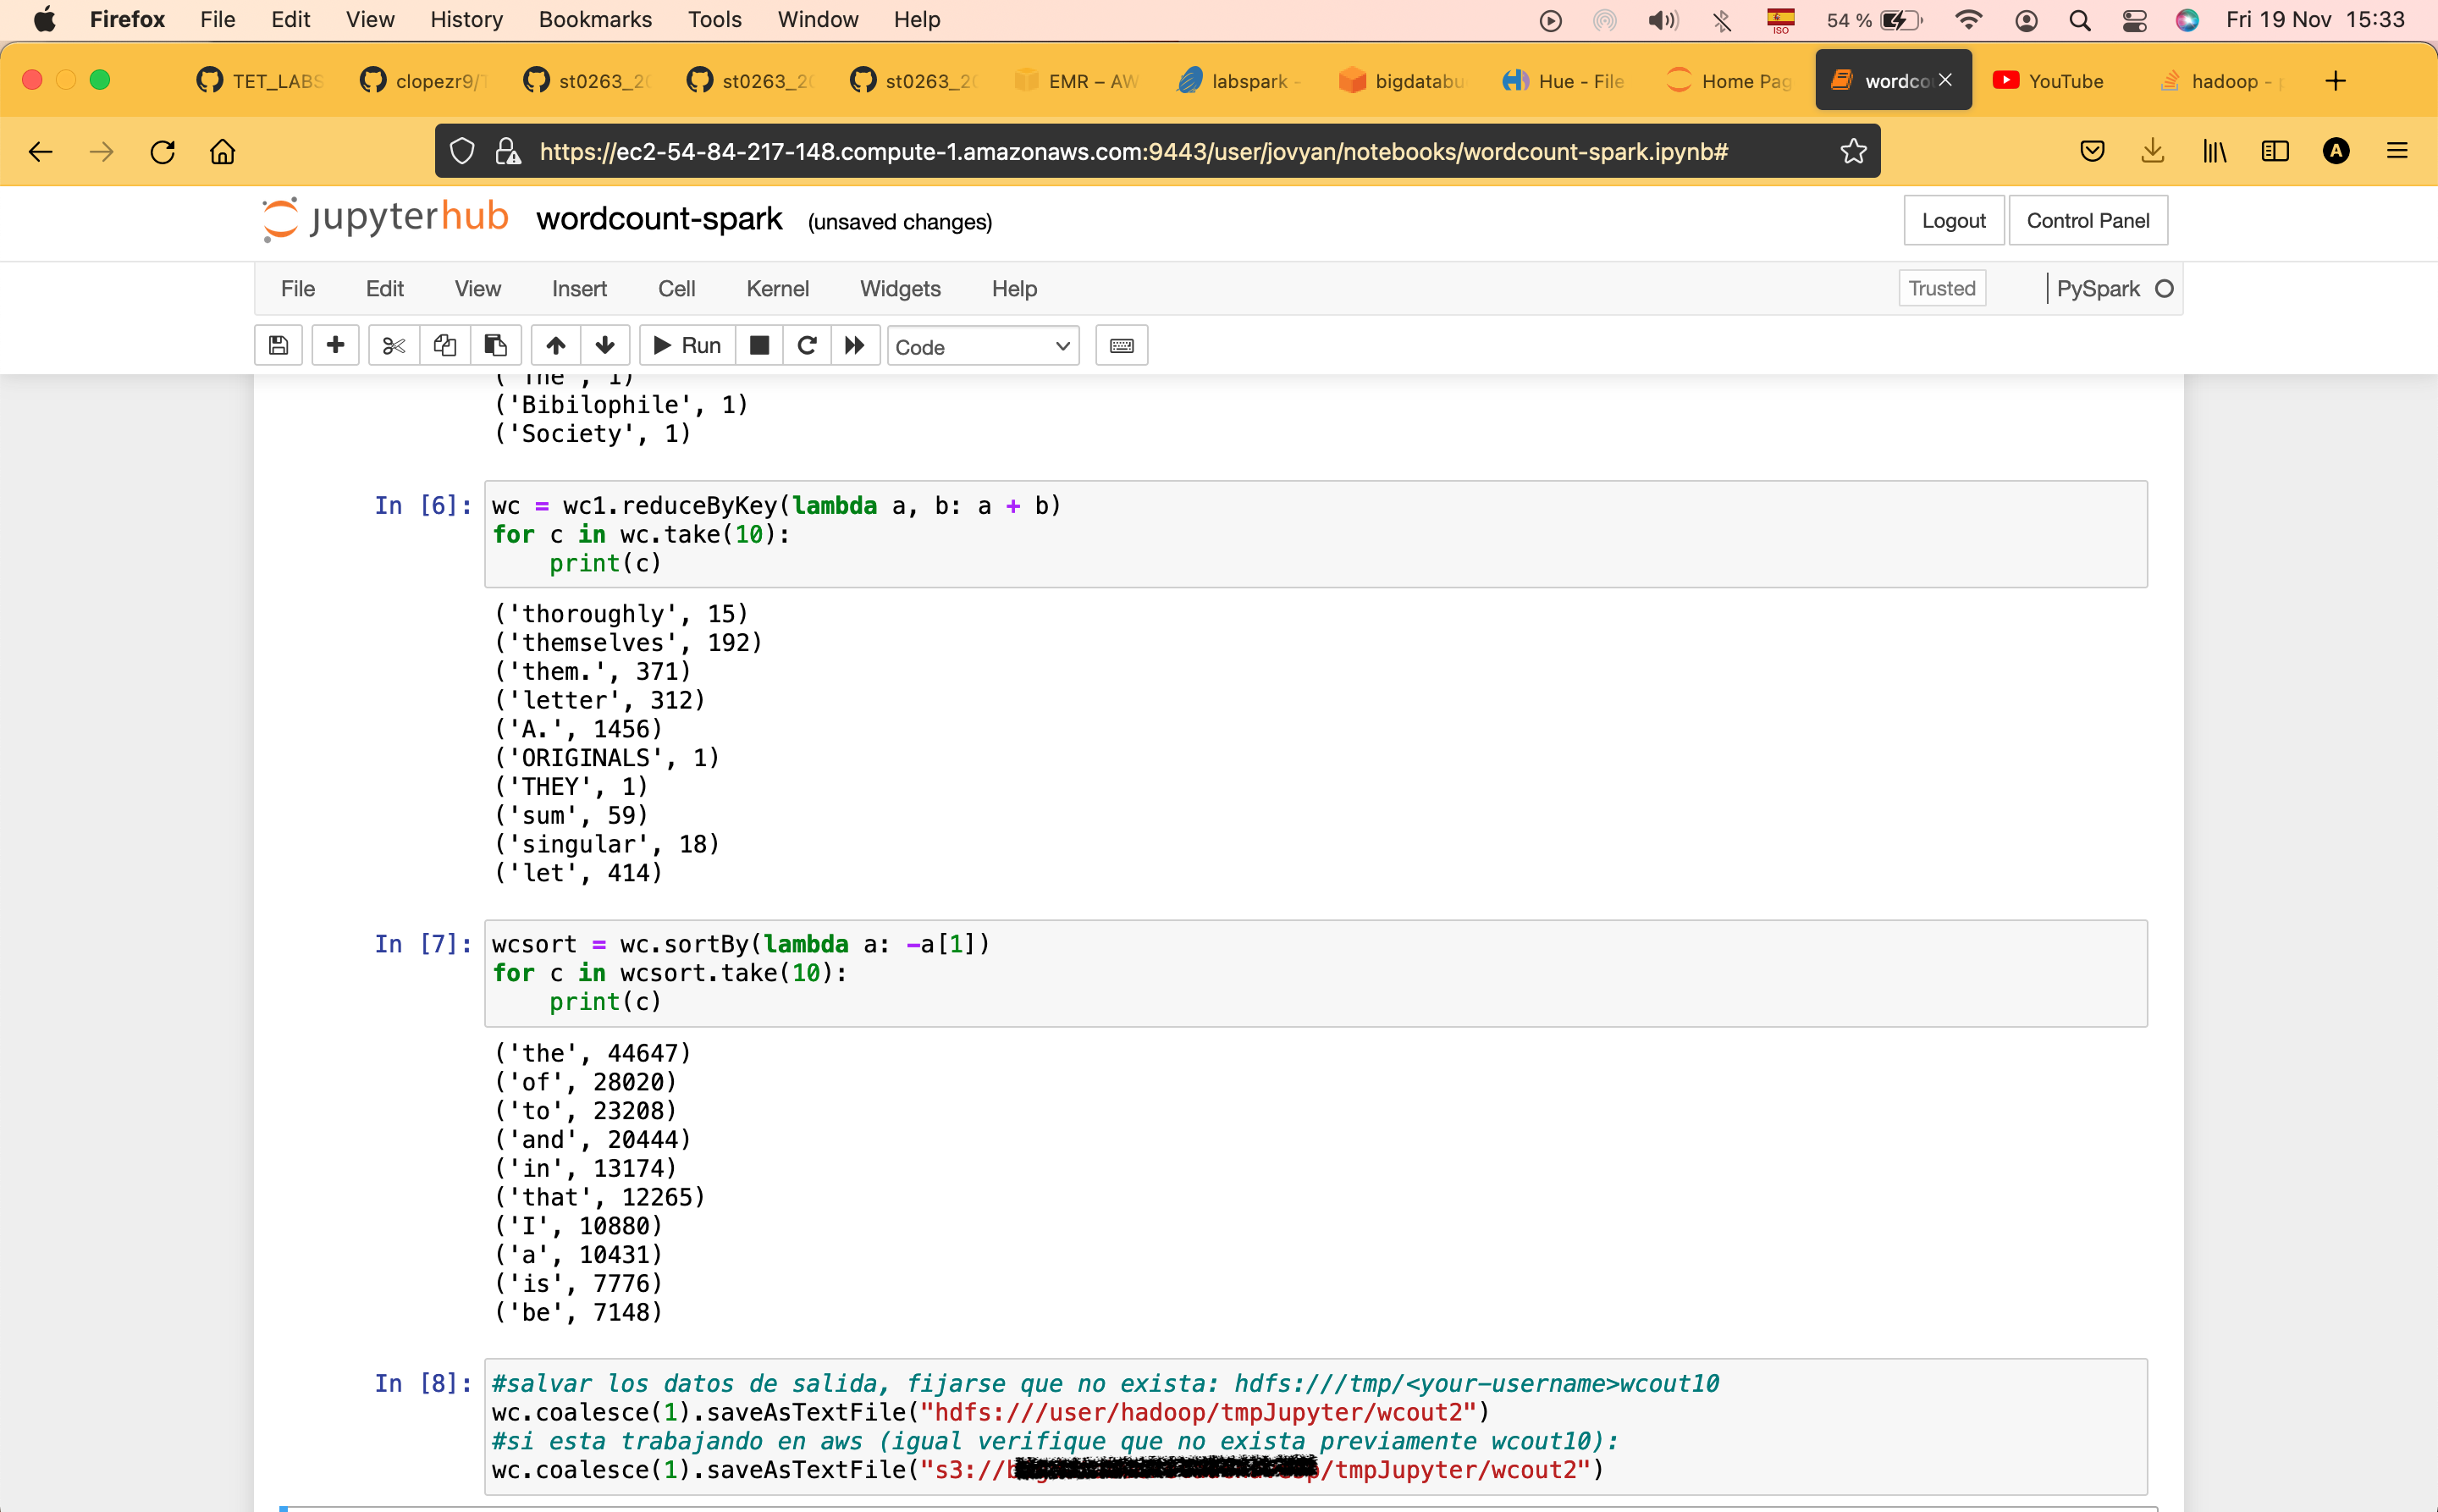 Firefox File Edit View History Bookmarks Tools Window Help ISO 54 % Fri 19 Nov 15:33
TET_LABS clopezr9/ st0263_20 st0263_20 st0263_20 EMR – AW labspark - bigdatabu Hue - File Home Pag wordco YouTube hadoop -
https://ec2-54-84-217-148.compute-1.amazonaws.com:9443/user/jovyan/notebooks/wordcount-spark.ipynb# A
jupyterhub wordcount-spark (unsaved changes) Logout Control Panel
File Edit View Insert Cell Kernel Widgets Help Trusted PySpark
Run Code
('The', 1)
('Bibilophile', 1)
('Society', 1)
In [6]: wc = wc1.reduceByKey(lambda a, b: a + b)
for c in wc.take(10):
print(c)
('thoroughly', 15)
('themselves', 192)
('them.', 371)
('letter', 312)
('A.', 1456)
('ORIGINALS', 1)
('THEY', 1)
('sum', 59)
('singular', 18)
('let', 414)
In [7]: wcsort = wc.sortBy(lambda a: -a[1])
for c in wcsort.take(10):
print(c)
('the', 44647)
('of', 28020)
('to', 23208)
('and', 20444)
('in', 13174)
('that', 12265)
('I', 10880)
('a', 10431)
('is', 7776)
('be', 7148)
In [8]: #salvar los datos de salida, fijarse que no exista: hdfs:///tmp/<your-username>wcout10
wc.coalesce(1).saveAsTextFile("hdfs:///user/hadoop/tmpJupyter/wcout2")
#si esta trabajando en aws (igual verifique que no exista previamente wcout10):
wc.coalesce(1).saveAsTextFile("s3:// /tmpJupyter/wcout2")